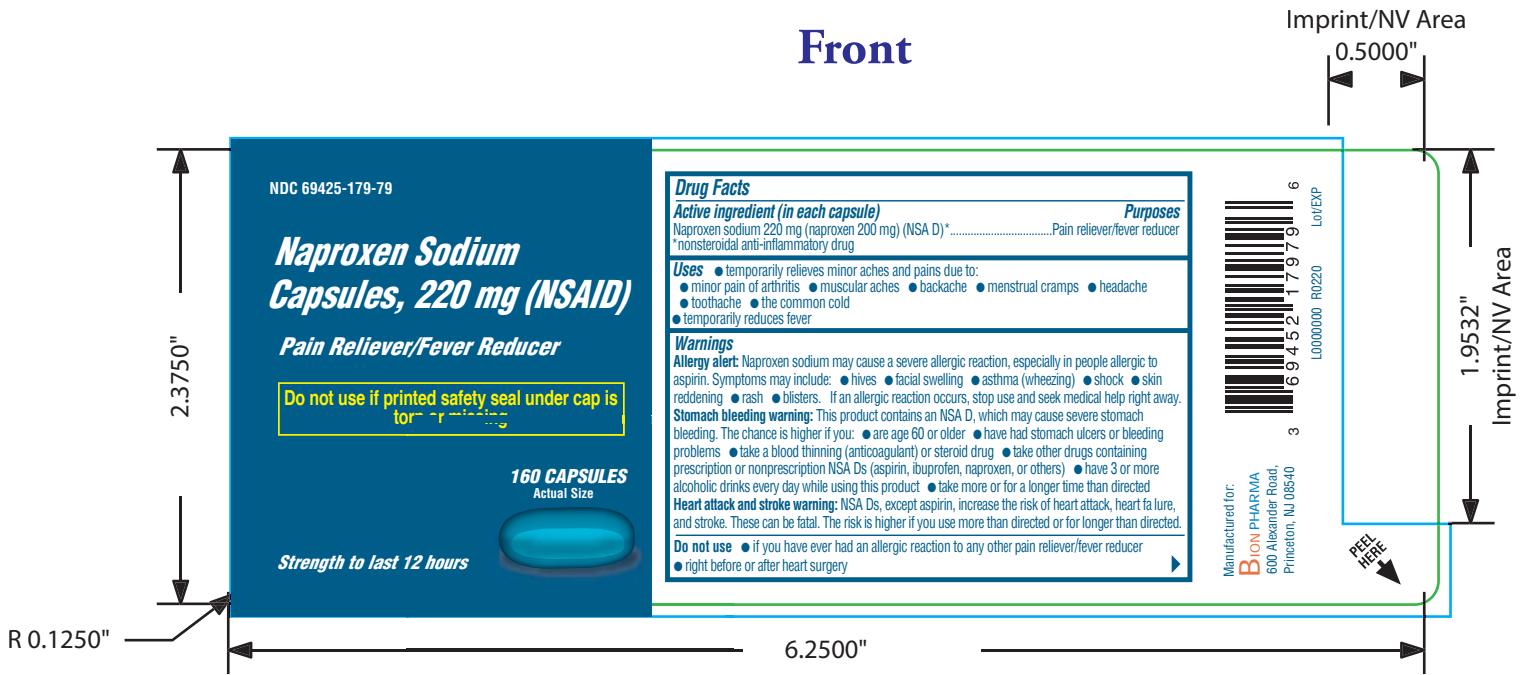 Front
Imprint/NV Area
0.5000"
NDC 69425-179-79
Naproxen Sodium
Capsules, 220 mg (NSAID)
Pain Reliever/Fever Reducer
Do not use if printed safety seal under cap is
torn or missing
160 CAPSULES
Actual Size
Strength to last 12 hours
Drug Facts
Active ingredient (in each capsule) Purposes
Naproxen sodium 220 mg (naproxen 200 mg) (NSA D)*..................................Pain reliever/fever reducer
*nonsteroidal anti-inflammatory drug
Uses ● temporarily relieves minor aches and pains due to:
● minor pain of arthritis ● muscular aches ● backache ● menstrual cramps ● headache
● toothache ● the common cold
● temporarily reduces fever
Warnings
Allergy alert: Naproxen sodium may cause a severe allergic reaction, especially in people allergic to
aspirin. Symptoms may include: ● hives ● facial swelling ● asthma (wheezing) ● shock ● skin
reddening ● rash ● blisters. If an allergic reaction occurs, stop use and seek medical help right away.
Stomach bleeding warning: This product contains an NSA D, which may cause severe stomach
bleeding. The chance is higher if you: ● are age 60 or older ● have had stomach ulcers or bleeding
problems ● take a blood thinning (anticoagulant) or steroid drug ● take other drugs containing
prescription or nonprescription NSA Ds (aspirin, ibuprofen, naproxen, or others) ● have 3 or more
alcoholic drinks every day while using this product ● take more or for a longer time than directed
Heart attack and stroke warning: NSA Ds, except aspirin, increase the risk of heart attack, heart fa lure,
and stroke. These can be fatal. The risk is higher if you use more than directed or for longer than directed.
Do not use ● if you have ever had an allergic reaction to any other pain reliever/fever reducer
● right before or after heart surgery
Manufactured for:
BION PHARMA
600 Alexander Road,
Princeton, NJ 08540
3 69452 17979 6
L0000000 R0220 Lot/EXP
PEEL
HERE
2.3750"
1.9532"
Imprint/NV Area
R 0.1250"
6.2500"